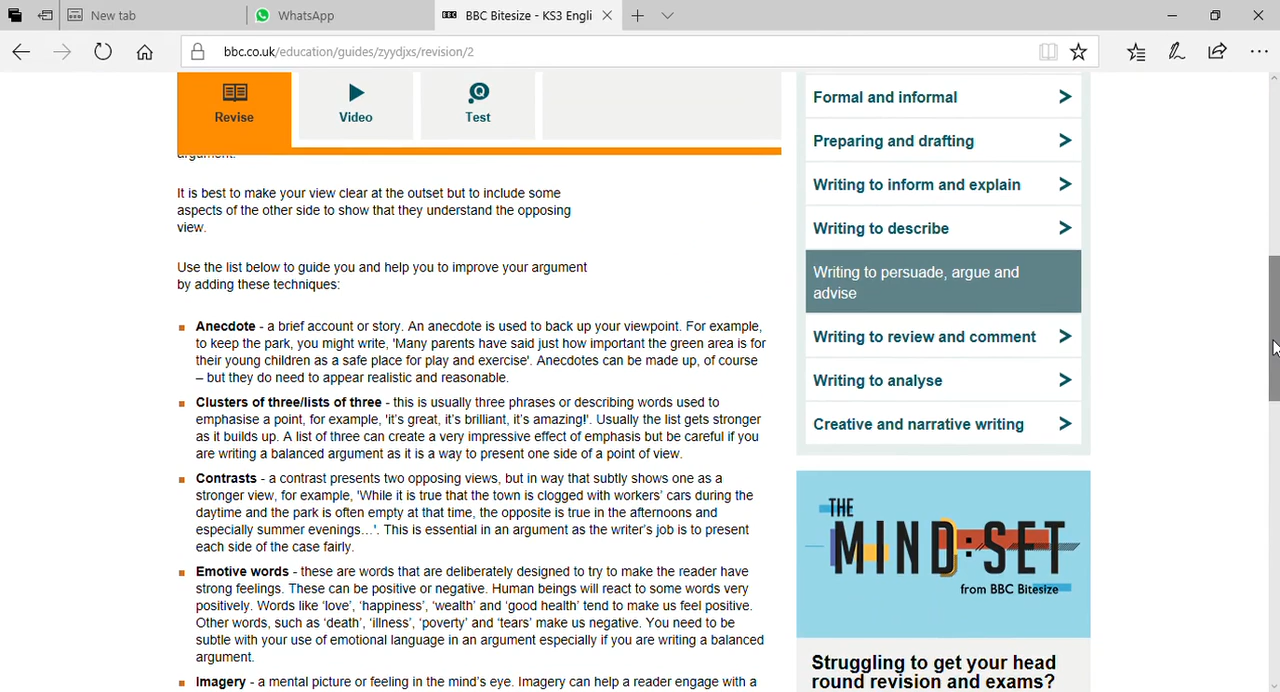 New tab
WhatsApp
BBC Bitesize - KS3 Engli
bbc.co.uk/education/guides/zyydjxs/revision/2
Revise
Video
Test
argument.
It is best to make your view clear at the outset but to include some
aspects of the other side to show that they understand the opposing
view.
Use the list below to guide you and help you to improve your argument
by adding these techniques:
Anecdote - a brief account or story. An anecdote is used to back up your viewpoint. For example,
to keep the park, you might write, 'Many parents have said just how important the green area is for
their young children as a safe place for play and exercise'. Anecdotes can be made up, of course
– but they do need to appear realistic and reasonable.
Clusters of three/lists of three - this is usually three phrases or describing words used to
emphasise a point, for example, 'it's great, it's brilliant, it's amazing!'. Usually the list gets stronger
as it builds up. A list of three can create a very impressive effect of emphasis but be careful if you
are writing a balanced argument as it is a way to present one side of a point of view.
Contrasts - a contrast presents two opposing views, but in way that subtly shows one as a
stronger view, for example, 'While it is true that the town is clogged with workers' cars during the
daytime and the park is often empty at that time, the opposite is true in the afternoons and
especially summer evenings…'. This is essential in an argument as the writer's job is to present
each side of the case fairly.
Emotive words - these are words that are deliberately designed to try to make the reader have
strong feelings. These can be positive or negative. Human beings will react to some words very
positively. Words like 'love', 'happiness', 'wealth' and 'good health' tend to make us feel positive.
Other words, such as 'death', 'illness', 'poverty' and 'tears' make us negative. You need to be
subtle with your use of emotional language in an argument especially if you are writing a balanced
argument.
Imagery - a mental picture or feeling in the mind's eye. Imagery can help a reader engage with a
Formal and informal
Preparing and drafting
Writing to inform and explain
Writing to describe
Writing to persuade, argue and
advise
Writing to review and comment
Writing to analyse
Creative and narrative writing
THE
MIND:SET
from BBC Bitesize
Struggling to get your head
round revision and exams?